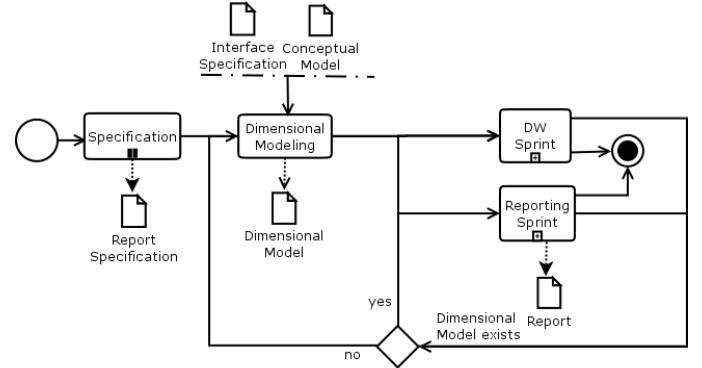 Interface
Specification
Conceptual
Model
Specification
Dimensional
Modeling
DW
Sprint
Reporting
Sprint
Report
Specification
Dimensional
Model
yes
Dimensional
Model exists
Report
no